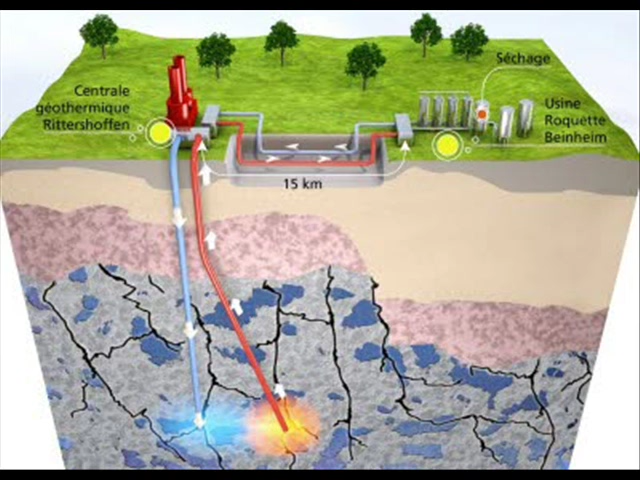 Centrale
géothermique
Rittershoffen
Séchage
Usine
Roquette
Beinheim
15 km